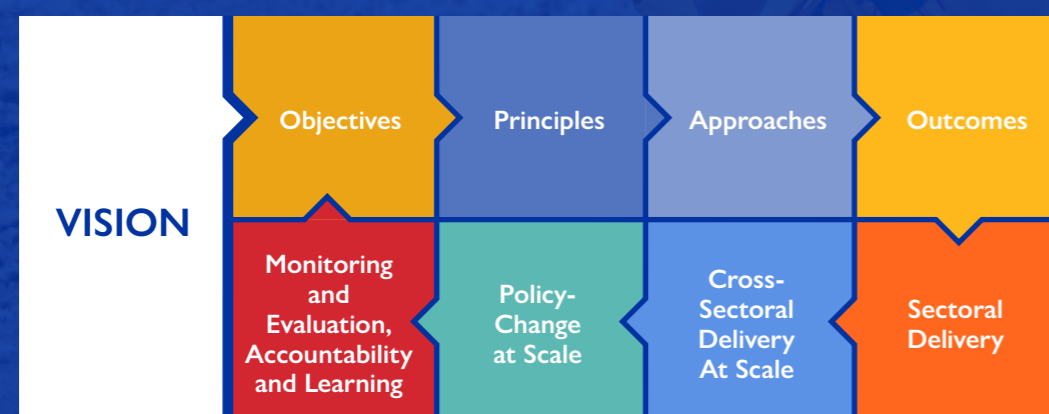 VISION
Objectives
Principles
Approaches
Outcomes
Monitoring
and
Evaluation,
Accountability
and Learning
Policy-
Change
at Scale
Cross-
Sectoral
Delivery
At Scale
Sectoral
Delivery